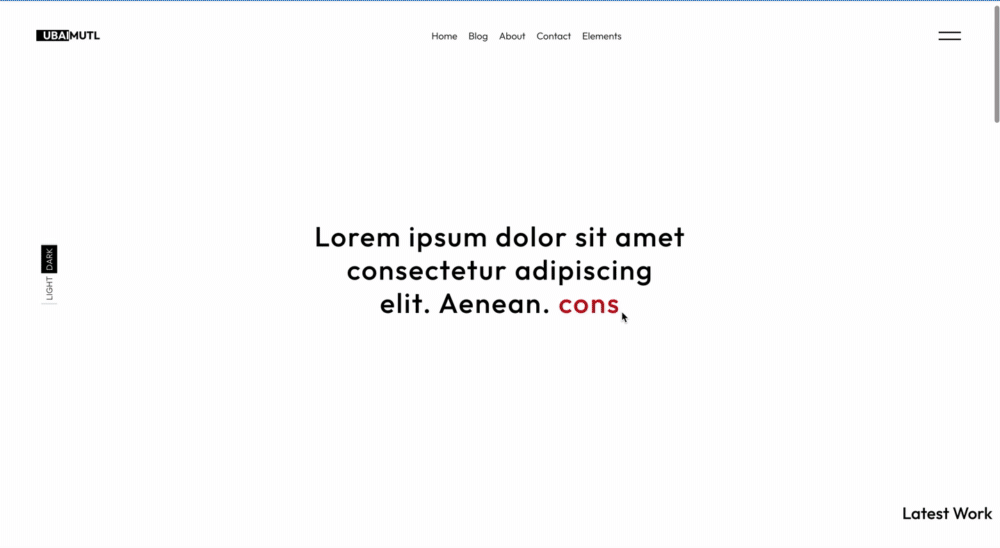 UBAIMUTL
Home Blog About Contact Elements
Lorem ipsum dolor sit amet
consectetur adipiscing
elit. Aenean. cons
LIGHT DARK
Latest Work